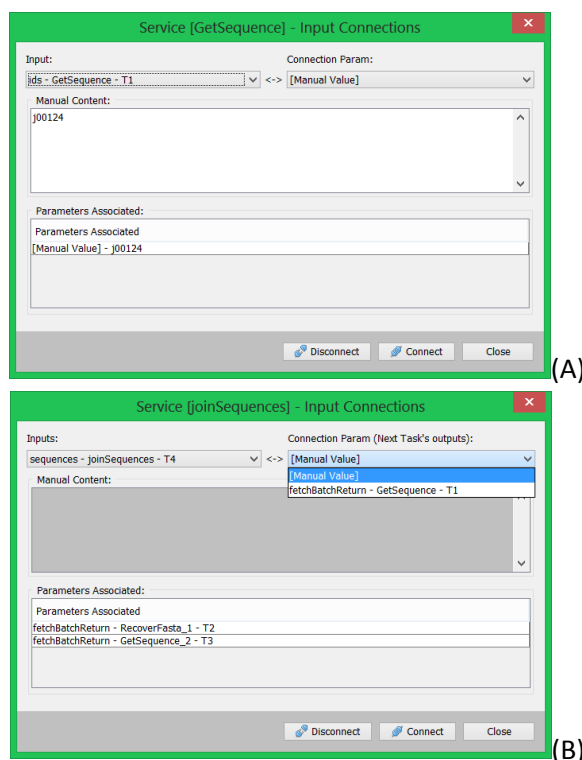 Service [GetSequence] - Input Connections
Input: Connection Param:
ids - GetSequence - T1 <-> [Manual Value]
Manual Content:
j00124
Parameters Associated:
Parameters Associated
[Manual Value] - j00124
Disconnect Connect Close
(A)
Service [joinSequences] - Input Connections
Inputs: Connection Param (Next Task's outputs):
sequences - joinSequences - T4 <-> [Manual Value]
[Manual Value]
Manual Content:
fetchBatchReturn - GetSequence - T1
Parameters Associated:
Parameters Associated
fetchBatchReturn - RecoverFasta_1 - T2
fetchBatchReturn - GetSequence_2 - T3
Disconnect Connect Close
(B)